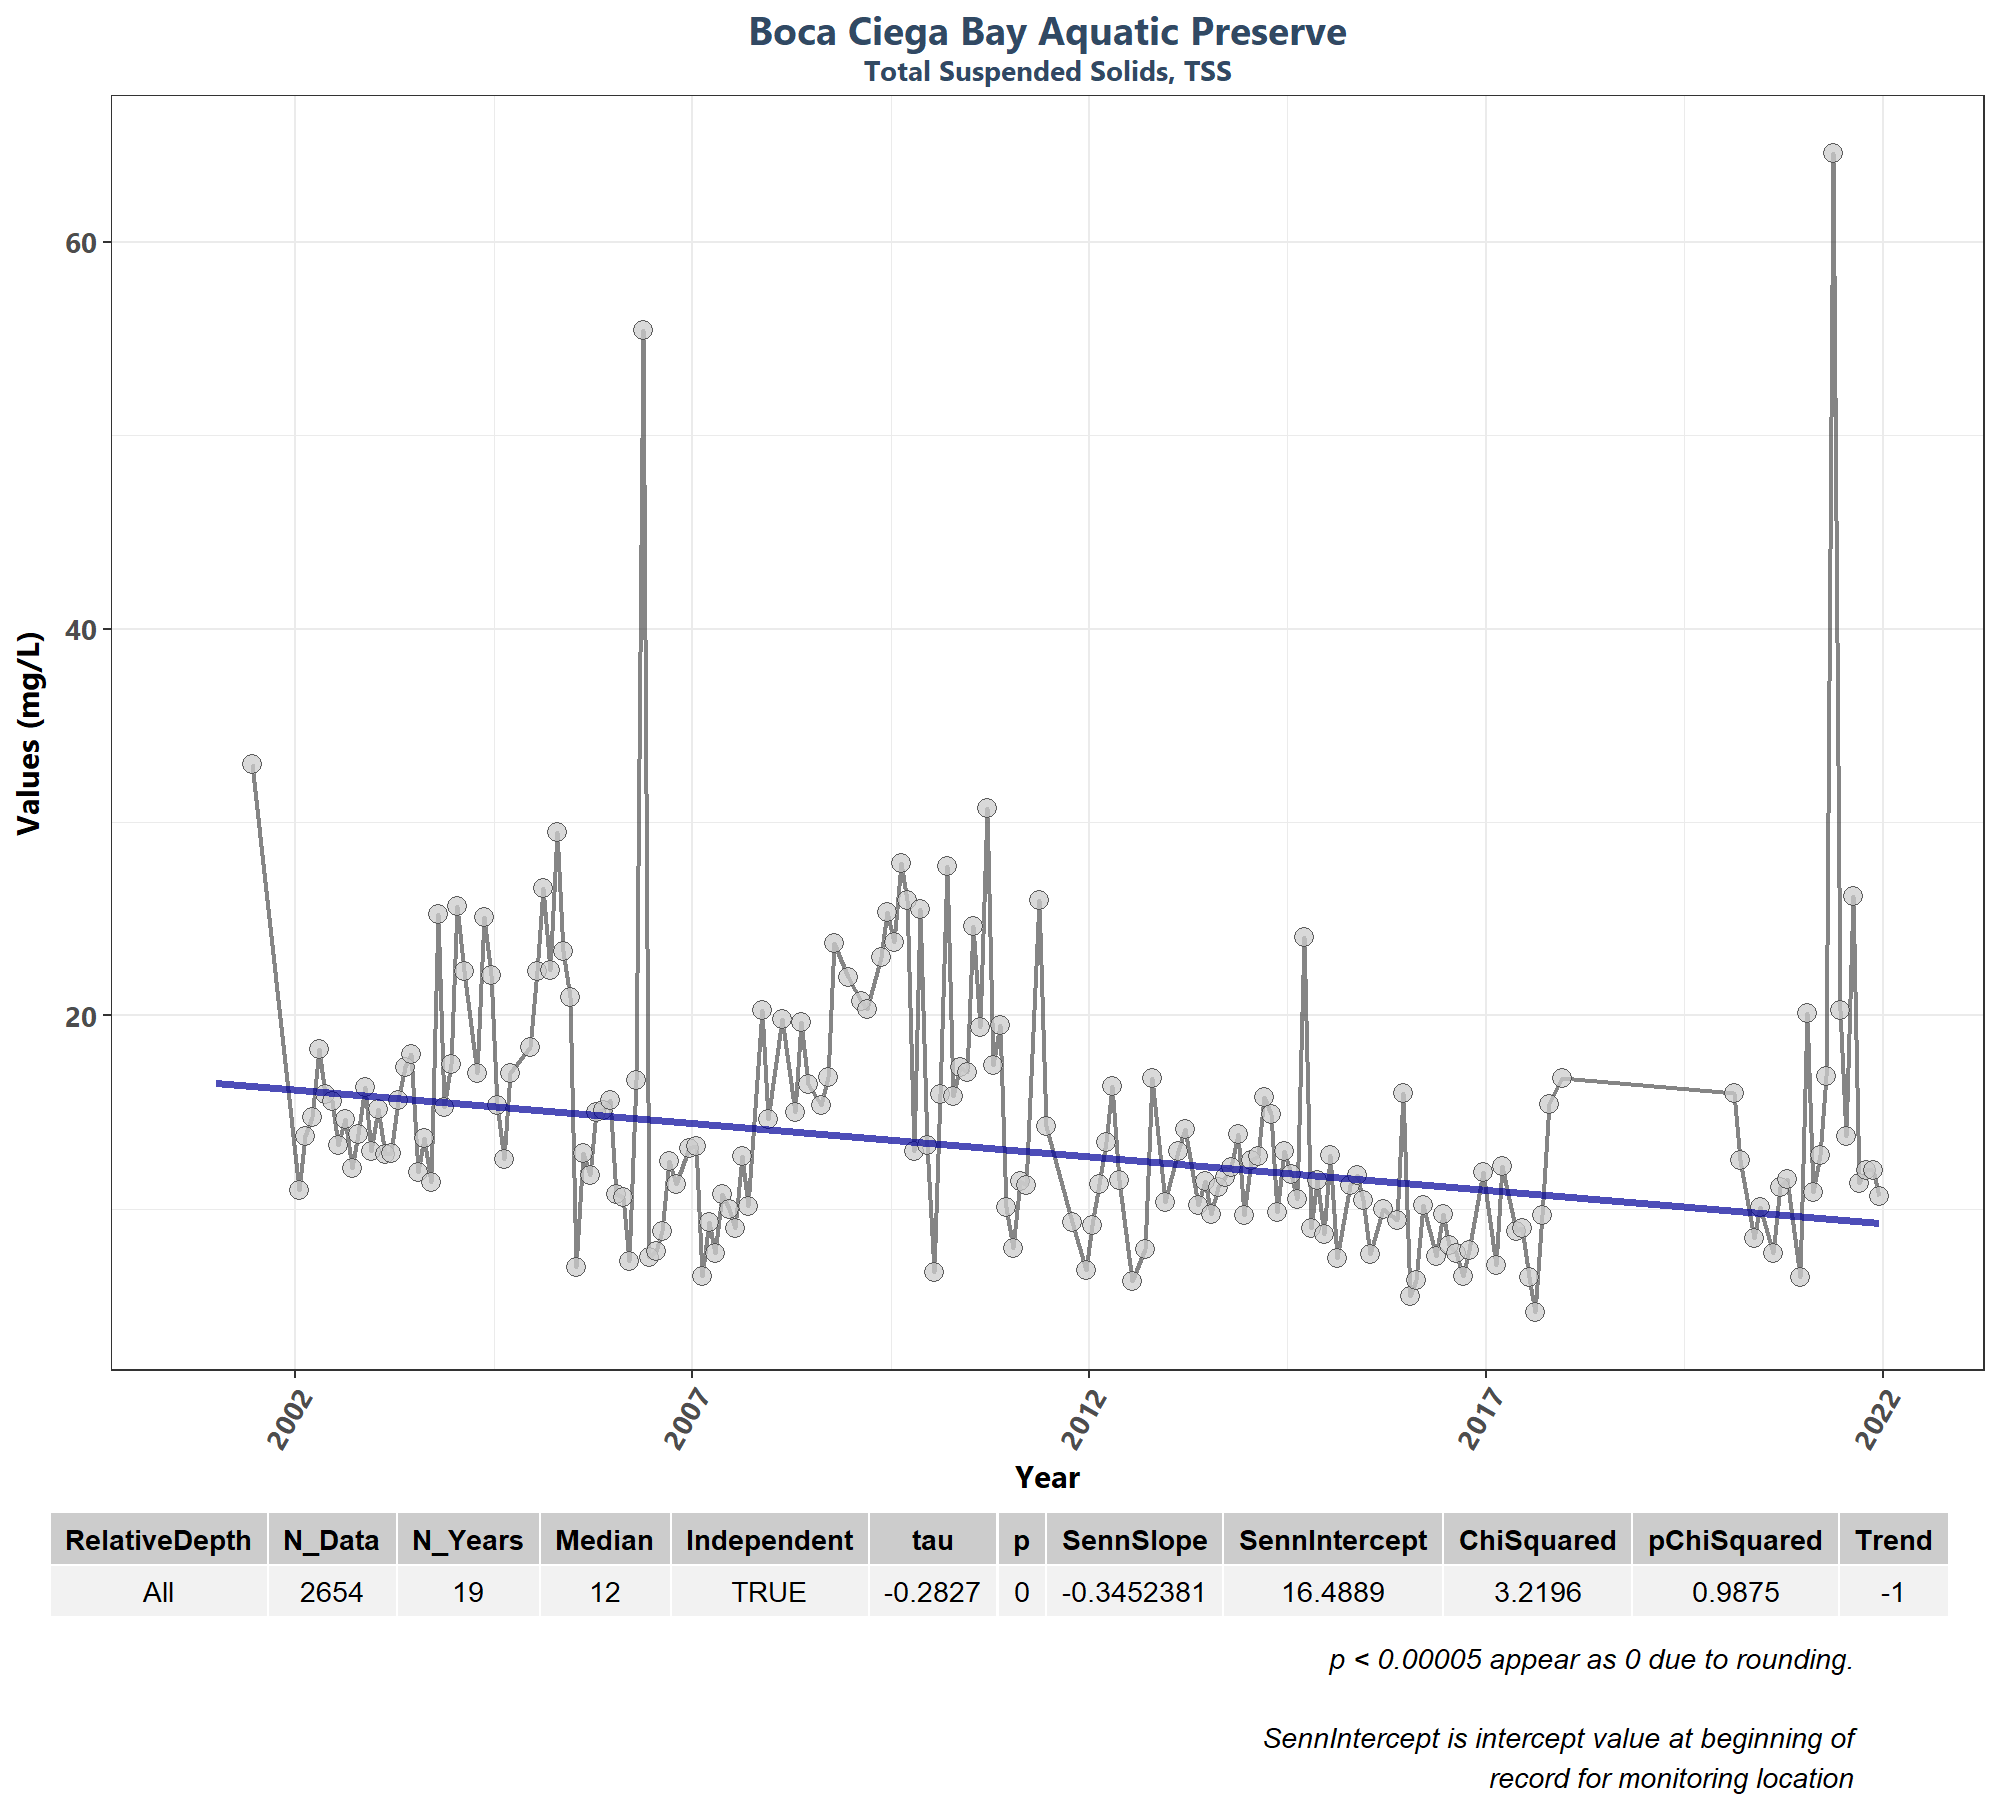 Boca Ciega Bay Aquatic Preserve
Total Suspended Solids, TSS
Values (mg/L)
60
40
20
2002 2007 2012 2017 2022
Year
RelativeDepth N_Data N_Years Median Independent tau p SennSlope SennIntercept ChiSquared pChiSquared Trend
All 2654 19 12 TRUE -0.2827 0 -0.3452381 16.4889 3.2196 0.9875 -1
p < 0.00005 appear as 0 due to rounding.
SennIntercept is intercept value at beginning of
record for monitoring location